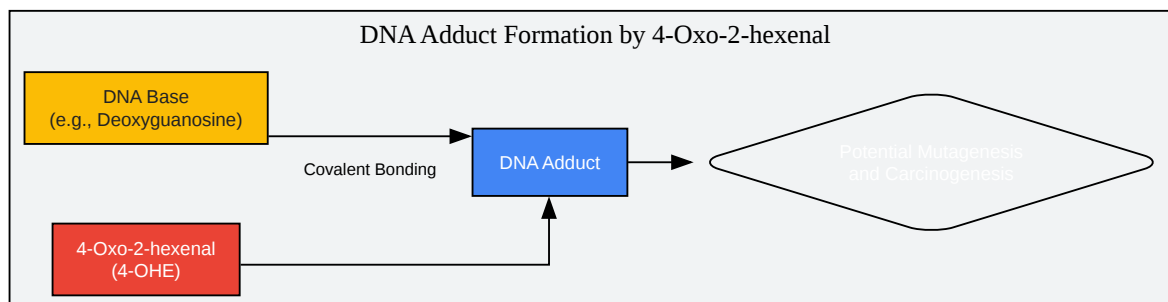 DNA Adduct Formation by 4-Oxo-2-hexenal
DNA Base
(e.g., Deoxyguanosine)
Covalent Bonding
DNA Adduct
Potential Mutagenesis
and Carcinogenesis
4-Oxo-2-hexenal
(4-OHE)